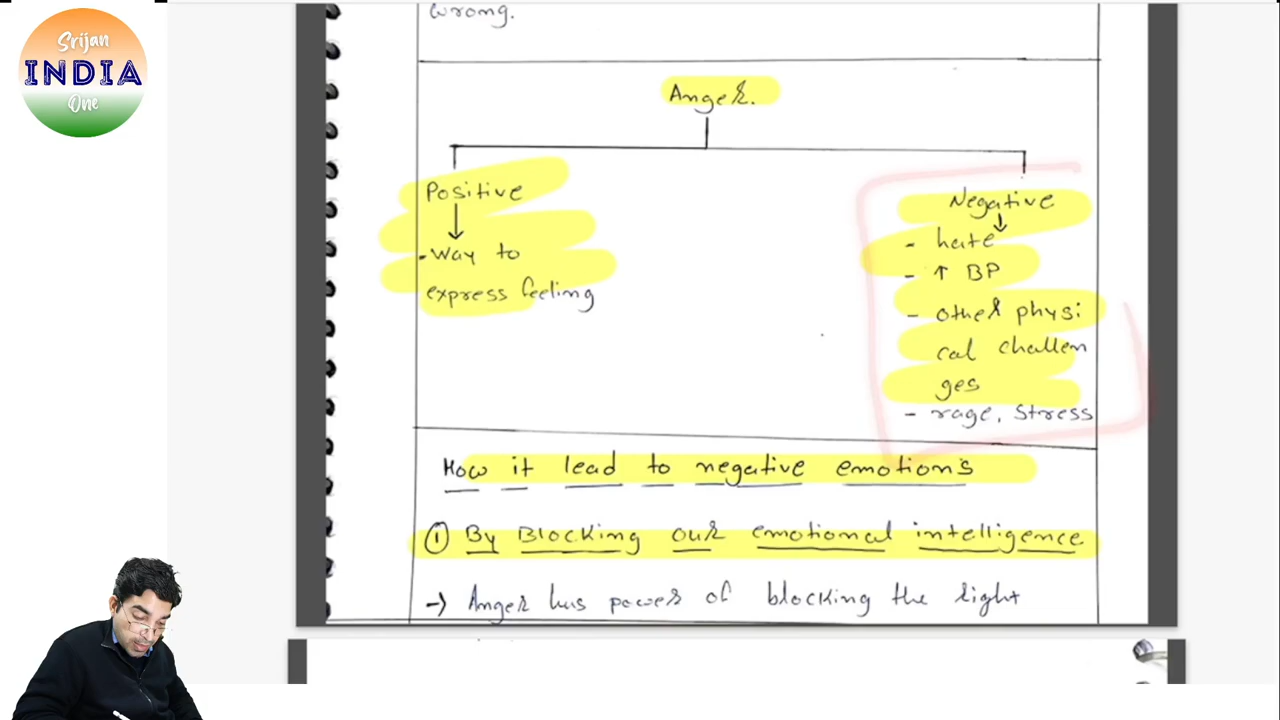 Srijan
INDIA
One
wrong.
Anger.
Positive
- way to
express feeling
Negative
- hate
- ↑ BP
- other physi
cal challen
ges
- rage, stress
How it lead to negative emotions
① By Blocking our emotional intelligence
→ Anger has power of blocking the right